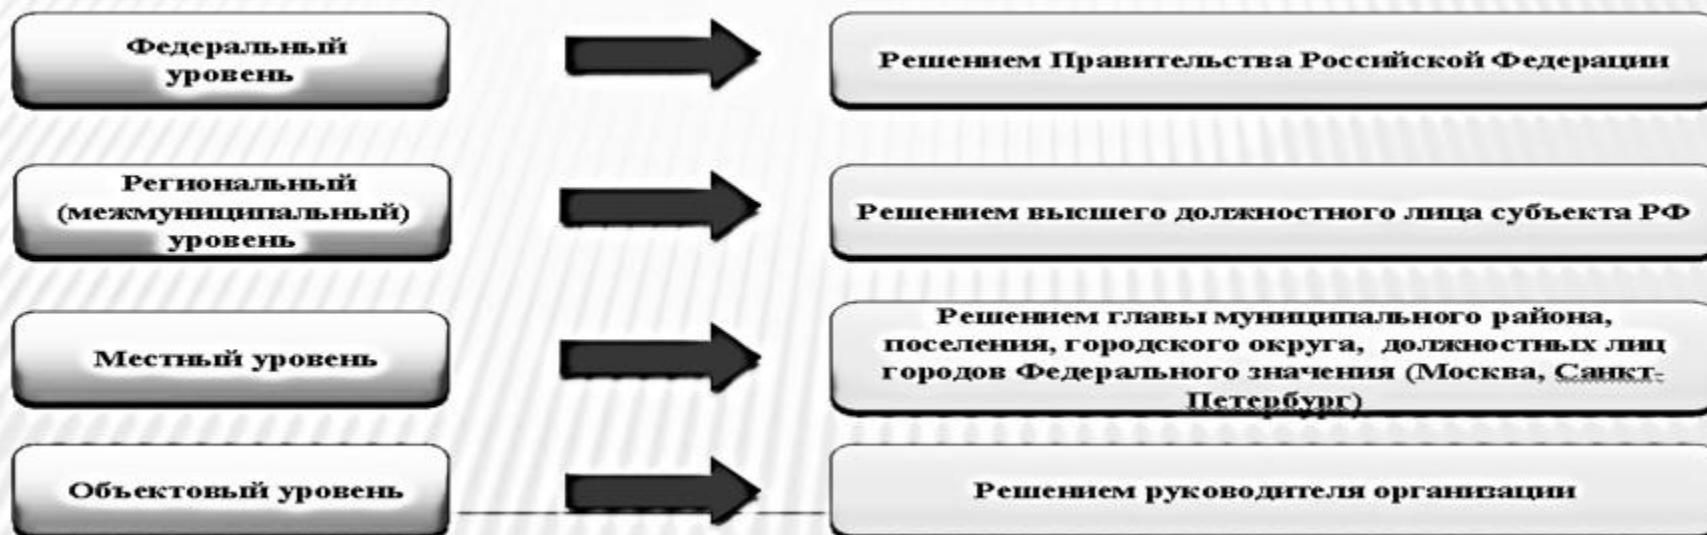 Федеральный
уровень
Решением Правительства Российской Федерации
Региональный
(межмуниципальный)
уровень
Решением высшего должностного лица субъекта РФ
Местный уровень
Решением главы муниципального района,
поселения, городского округа, должностных лиц
городов Федерального значения (Москва, Санкт-
Петербург)
Объектовый уровень
Решением руководителя организации